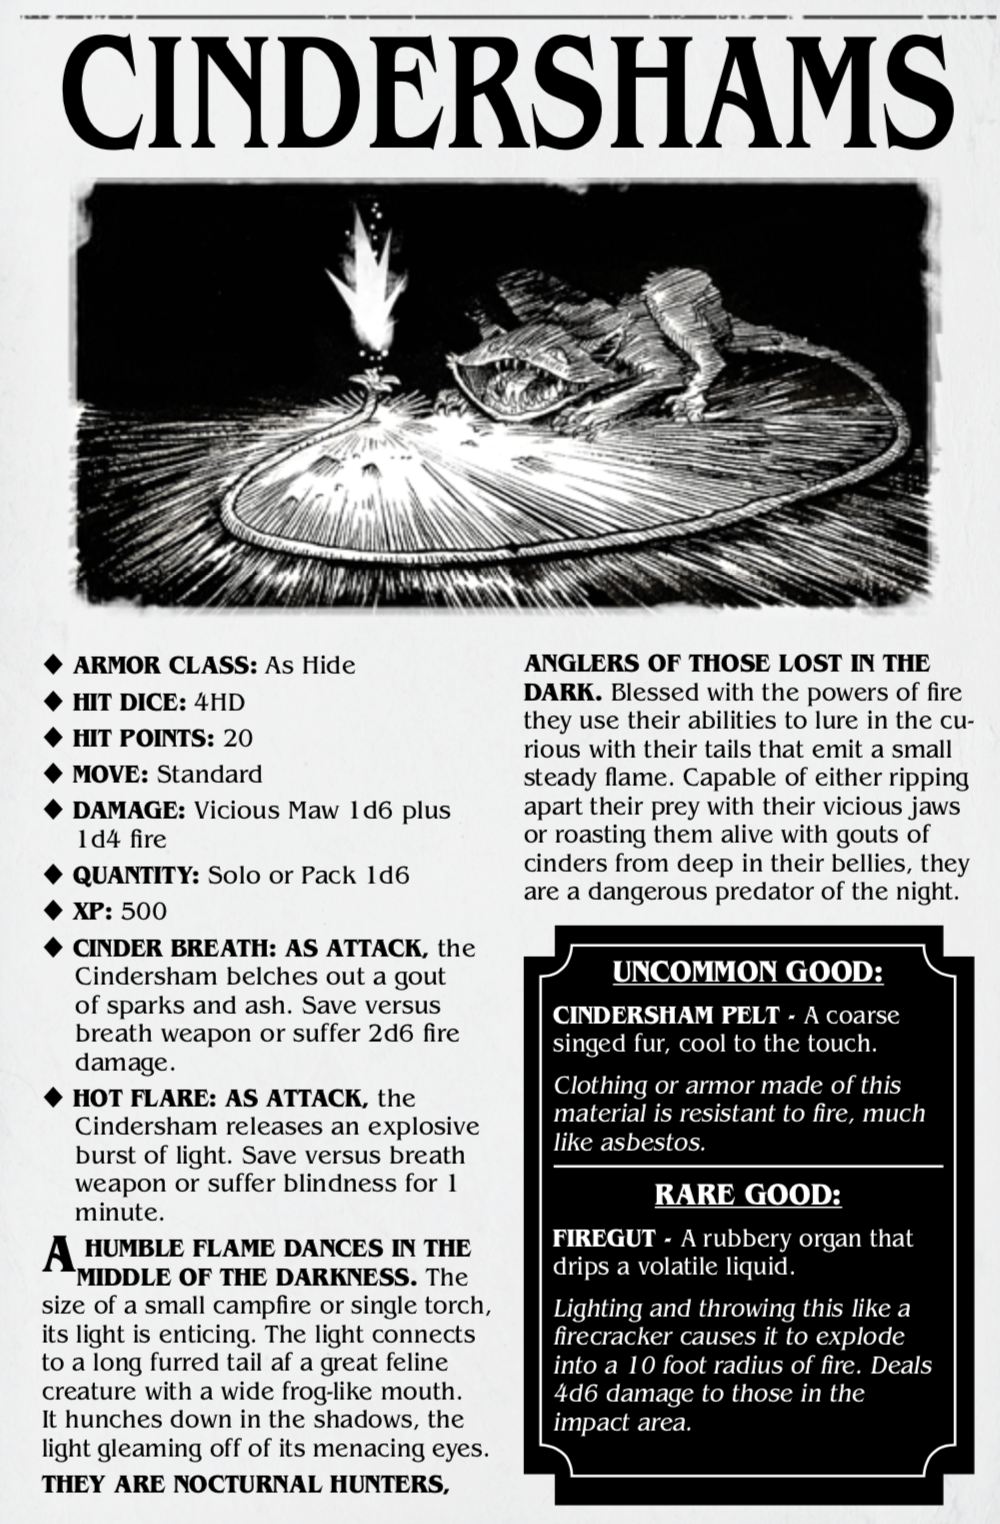 CINDERSHAMS
◆ ARMOR CLASS: As Hide
◆ HIT DICE: 4HD
◆ HIT POINTS: 20
◆ MOVE: Standard
◆ DAMAGE: Vicious Maw 1d6 plus
1d4 fire
◆ QUANTITY: Solo or Pack 1d6
◆ XP: 500
◆ CINDER BREATH: AS ATTACK, the
Cindersham belches out a gout
of sparks and ash. Save versus
breath weapon or suffer 2d6 fire
damage.
◆ HOT FLARE: AS ATTACK, the
Cindersham releases an explosive
burst of light. Save versus breath
weapon or suffer blindness for 1
minute.
A HUMBLE FLAME DANCES IN THE
MIDDLE OF THE DARKNESS. The
size of a small campfire or single torch,
its light is enticing. The light connects
to a long furred tail af a great feline
creature with a wide frog-like mouth.
It hunches down in the shadows, the
light gleaming off of its menacing eyes.
THEY ARE NOCTURNAL HUNTERS,
ANGLERS OF THOSE LOST IN THE
DARK. Blessed with the powers of fire
they use their abilities to lure in the cu-
rious with their tails that emit a small
steady flame. Capable of either ripping
apart their prey with their vicious jaws
or roasting them alive with gouts of
cinders from deep in their bellies, they
are a dangerous predator of the night.
UNCOMMON GOOD:
CINDERSHAM PELT - A coarse
singed fur, cool to the touch.
Clothing or armor made of this
material is resistant to fire, much
like asbestos.
RARE GOOD:
FIREGUT - A rubbery organ that
drips a volatile liquid.
Lighting and throwing this like a
firecracker causes it to explode
into a 10 foot radius of fire. Deals
4d6 damage to those in the
impact area.